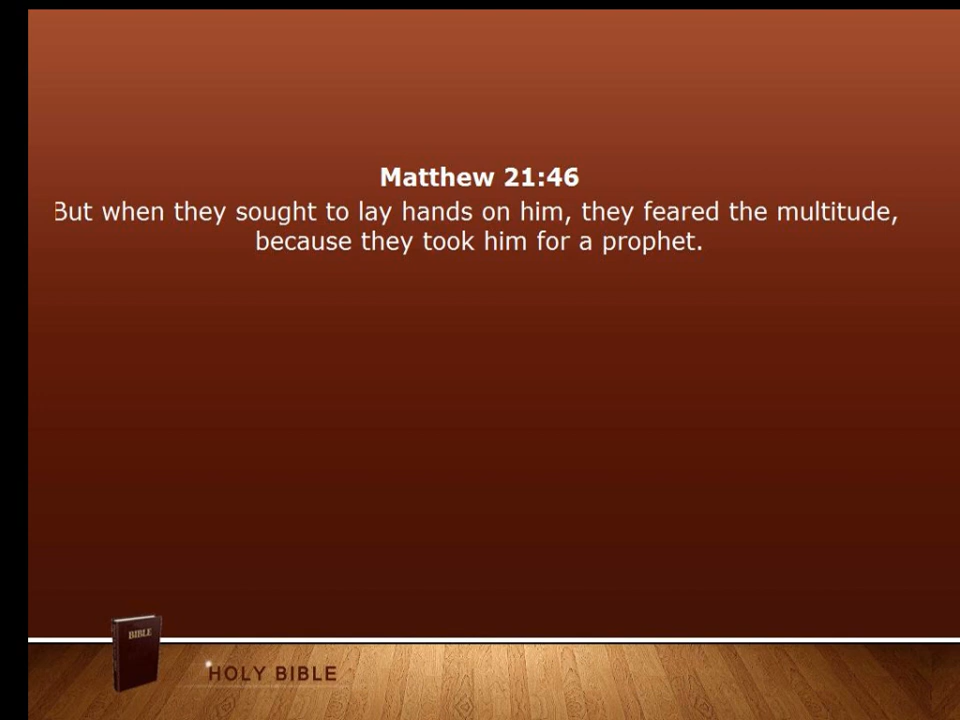 Matthew 21:46
But when they sought to lay hands on him, they feared the multitude,
because they took him for a prophet.
BIBLE
HOLY BIBLE